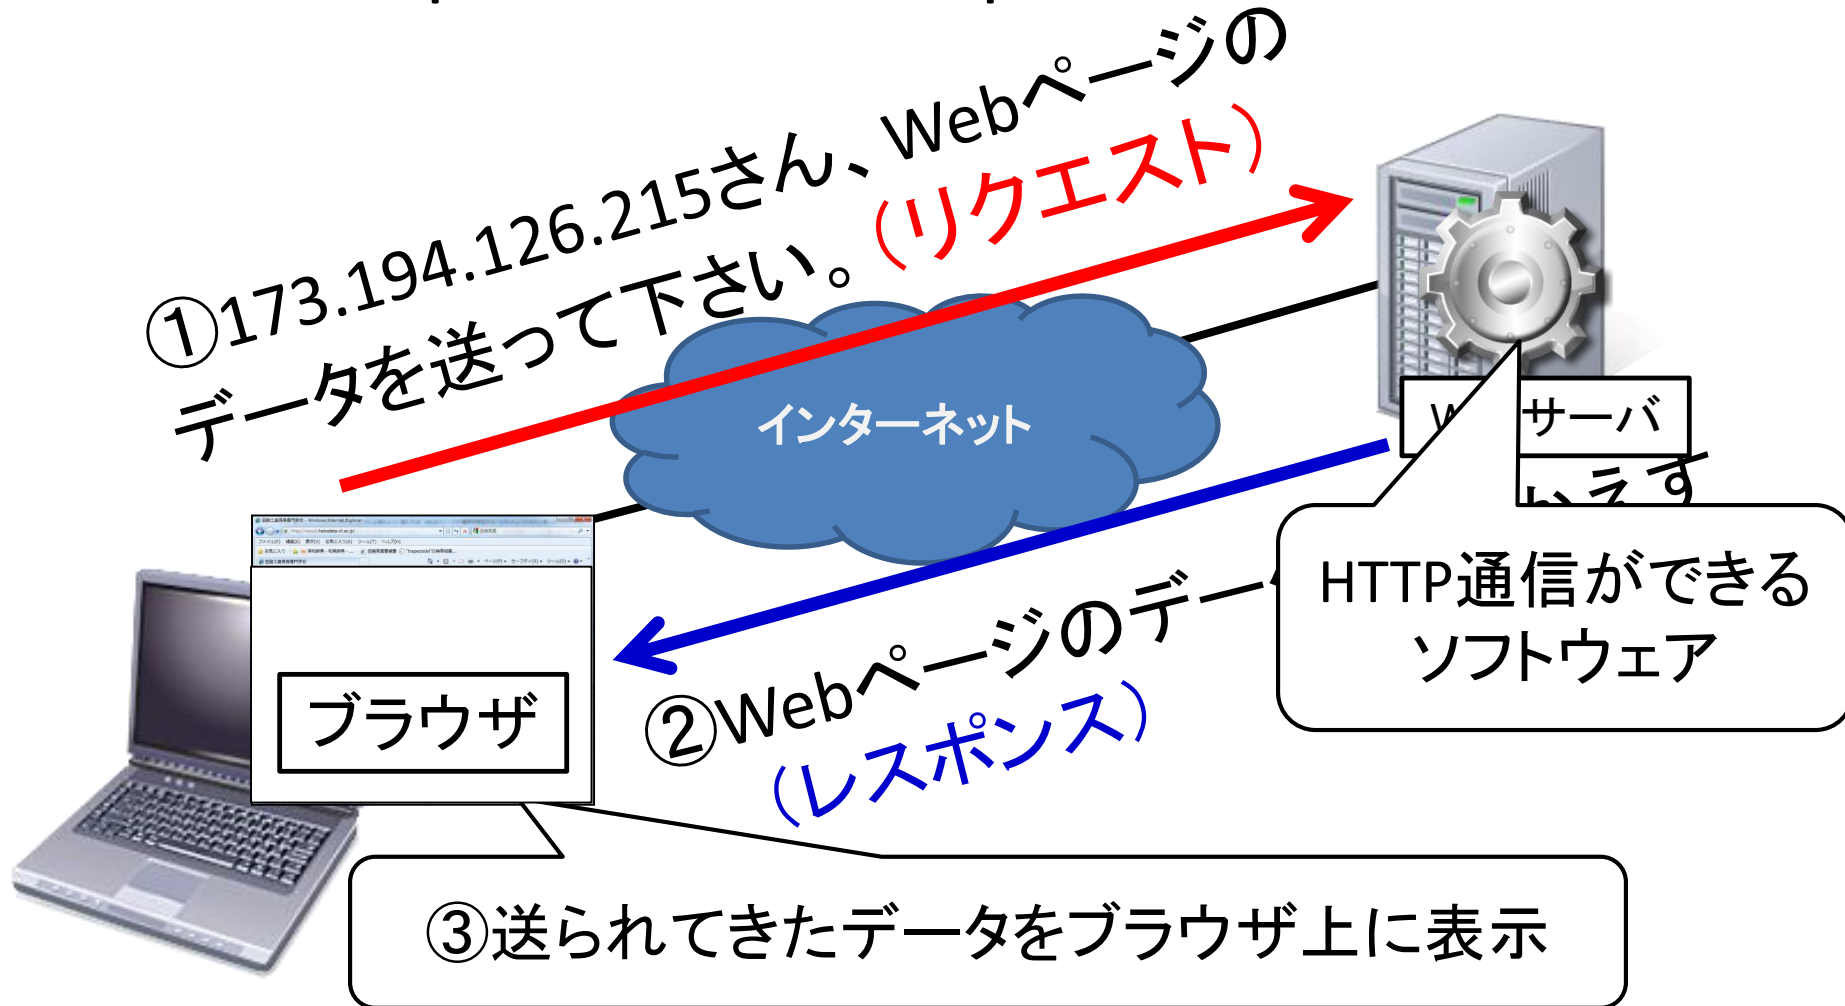 ①173.194.126.215さん、Webページの
データを送って下さい。(リクエスト)
インターネット
サーバ
かえす
HTTP通信ができる
ソフトウェア
ブラウザ
②Webページのデー
(レスポンス)
③送られてきたデータをブラウザ上に表示